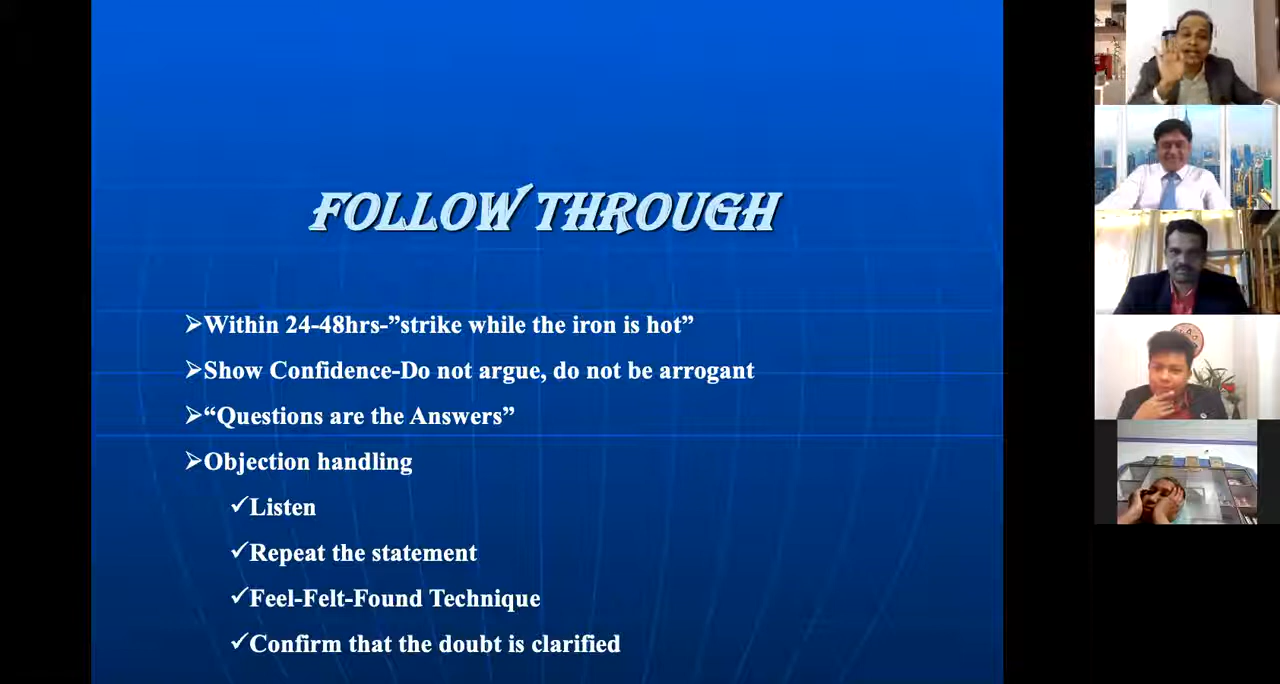 FOLLOW THROUGH
➢Within 24-48hrs-”strike while the iron is hot”
➢Show Confidence-Do not argue, do not be arrogant
➢“Questions are the Answers”
➢Objection handling
✓Listen
✓Repeat the statement
✓Feel-Felt-Found Technique
✓Confirm that the doubt is clarified